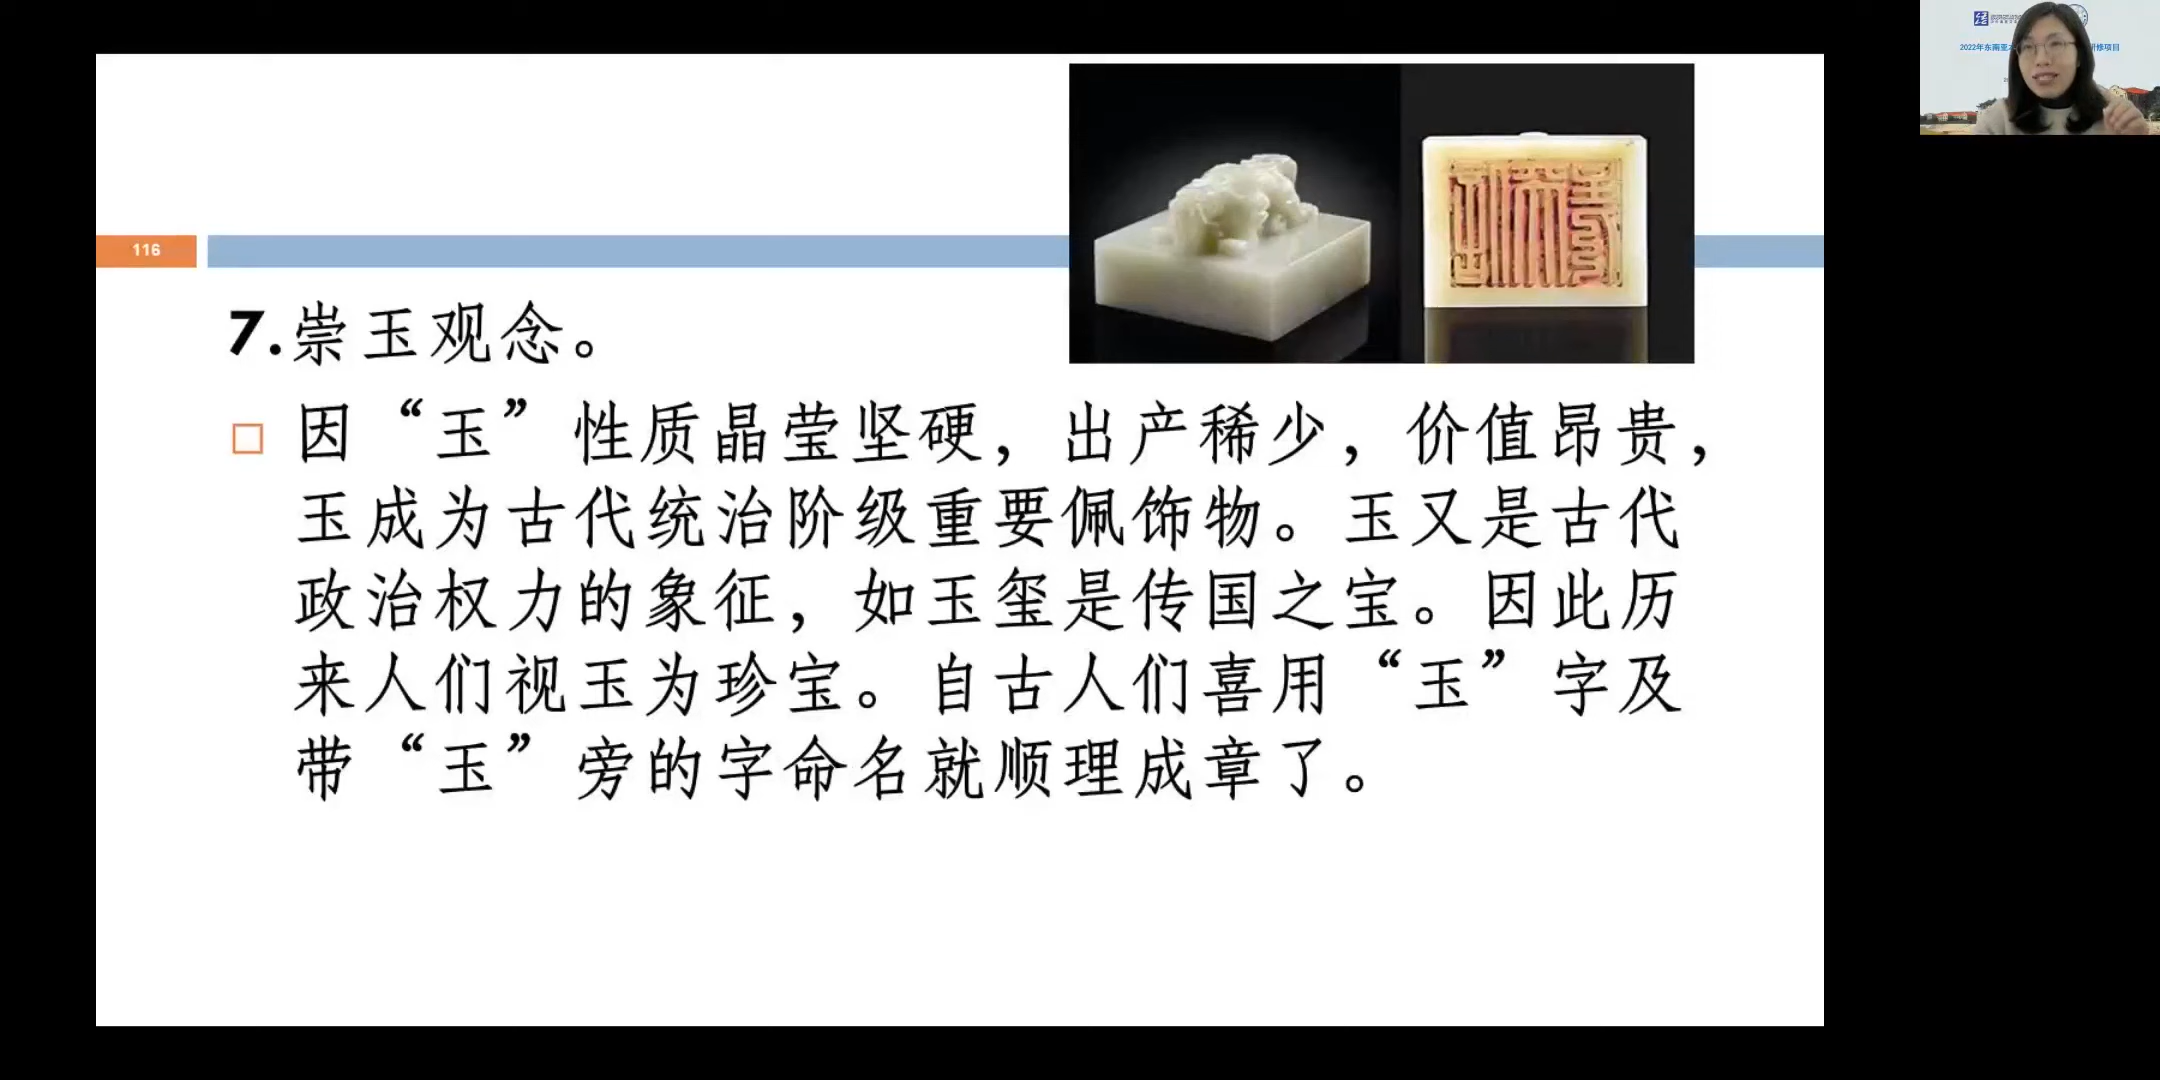 116
7.崇玉观念。
因“玉”性质晶莹坚硬，出产稀少，价值昂贵，
玉成为古代统治阶级重要佩饰物。玉又是古代
政治权力的象征，如玉玺是传国之宝。因此历
来人们视玉为珍宝。自古人们喜用“玉”字及
带“玉”旁的字命名就顺理成章了。
2022年东南亚
研修项目